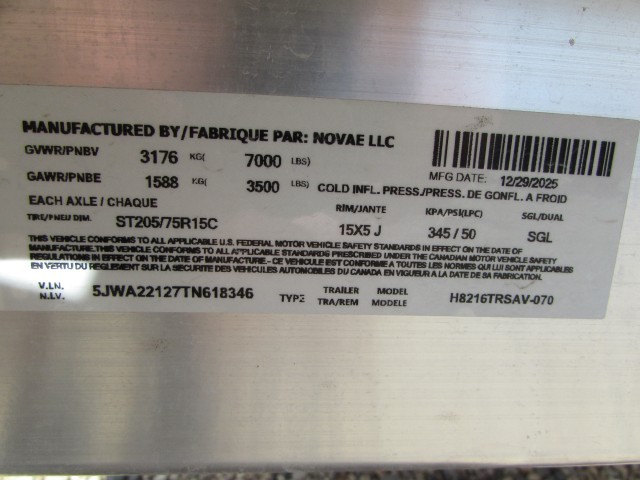 MANUFACTURED BY/FABRIQUE PAR: NOVAE LLC
GVWR/PNBV 3176 KG( 7000 LBS)
MFG DATE: 12/29/2025
GAWR/PNBE 1588 KG( 3500 LBS) COLD INFL. PRESS/PRESS. DE GONFL. A FROID
EACH AXLE / CHAQUE RIM/JANTE KPA/PSI(LPC) SGL/DUAL
TIRE/PNEU DIM. ST205/75R15C 15X5 J 345/50 SGL
THIS VEHICLE CONFORMS TO ALL APPLICABLE U.S. FEDERAL MOTOR VEHICLE SAFETY STANDARDS IN EFFECT ON THE DATE OF
MANUFACTURE SHOWN ABOVE. THIS VEHICLE CONFORMS TO ALL APPLICABLE STANDARDS PRESCRIBED UNDER THE CANADIAN MOTOR VEHICLE SAFETY
REGULATIONS IN EFFECT ON THE DATE OF MANUFACTURE. CE VEHICULE EST CONFORME A TOUTES LES NORMES QUI LUI SONT APPLICABLES
EN VERTU DU REGLEMENT SUR LA SECURITE DES VEHICULES AUTOMOBILES DU CANADA EN VIGUEUR A LA DATE DE SA FABRICATION.
V.I.N. 5JWA22127TN618346 TYPE TRAILER MODEL H8216TRSAV-070
N.I.V. TRA/REM MODELE